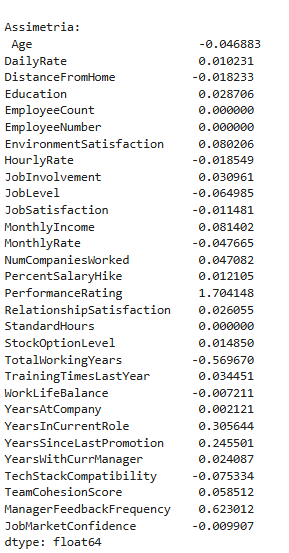 Assimetria:
Age -0.046883
DailyRate 0.010231
DistanceFromHome -0.018233
Education 0.028706
EmployeeCount 0.000000
EmployeeNumber 0.000000
EnvironmentSatisfaction 0.080206
HourlyRate -0.018549
JobInvolvement 0.030961
JobLevel -0.064985
JobSatisfaction -0.011481
MonthlyIncome 0.081402
MonthlyRate -0.047665
NumCompaniesWorked 0.047082
PercentSalaryHike 0.012105
PerformanceRating 1.704148
RelationshipSatisfaction 0.026055
StandardHours 0.000000
StockOptionLevel 0.014850
TotalWorkingYears -0.569670
TrainingTimesLastYear 0.034451
WorkLifeBalance -0.007211
YearsAtCompany 0.002121
YearsInCurrentRole 0.305644
YearsSinceLastPromotion 0.245501
YearsWithCurrManager 0.024087
TechStackCompatibility -0.075334
TeamCohesionScore 0.058512
ManagerFeedbackFrequency 0.623012
JobMarketConfidence -0.009907
dtype: float64